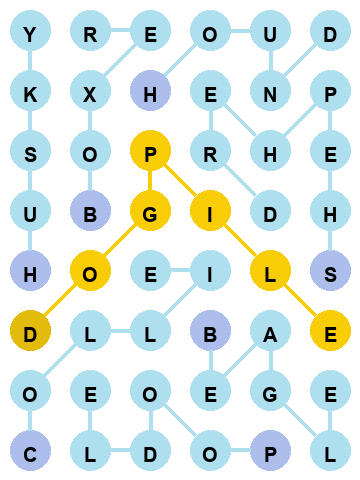 Y R E O U D
K X H E N P
S O P R H E
U B G I D H
H O E I L S
D L L B A E
O E O E G E
C L D O P L